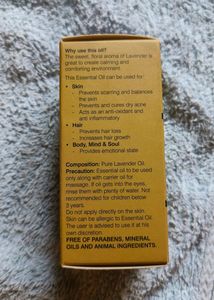 Why use this oil?
The sweet, floral aroma of Lavender is
great to create calming and
comforting environment.
This Essential Oil can be used for:
• Skin
- Prevents scarring and balances
the skin
- Prevents and cures dry acne
- Acts as an anti-oxidant and
anti inflammatory
• Hair
- Prevents hair loss
- Increases hair growth
• Body, Mind & Soul
- Provides emotional state
Composition: Pure Lavender Oil.
Precaution: Essential oil to be used
only along with carrier oil for
massage. If oil gets into the eyes,
rinse them with plenty of water. Not
recommended for children below
3 years.
Do not apply directly on the skin.
Skin can be allergic to Essential Oil.
The user is advised to use it at his
own discretion.
FREE OF PARABENS, MINERAL
OILS AND ANIMAL INGREDIENTS.